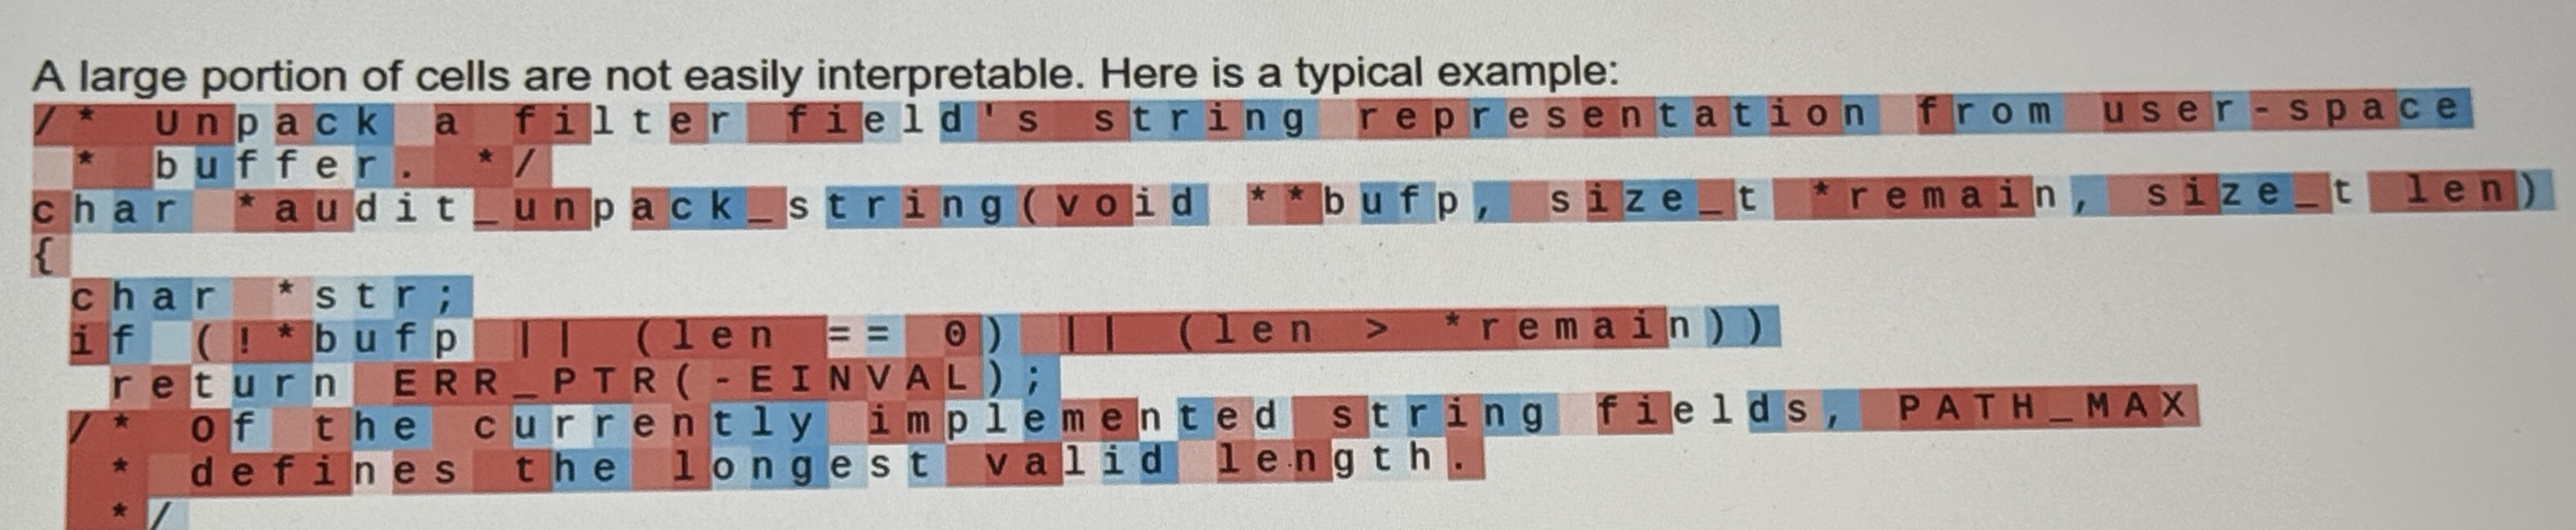 A large portion of cells are not easily interpretable. Here is a typical example:
/* Unpack a filter field's string representation from user-space
 * buffer. */
char *audit_unpack_string(void **bufp, size_t *remain, size_t len)
{
 char *str;
 if (!*bufp || (len == 0) || (len > *remain))
  return ERR_PTR(-EINVAL);
 /* Of the currently implemented string fields, PATH_MAX
  * defines the longest valid length.
  */